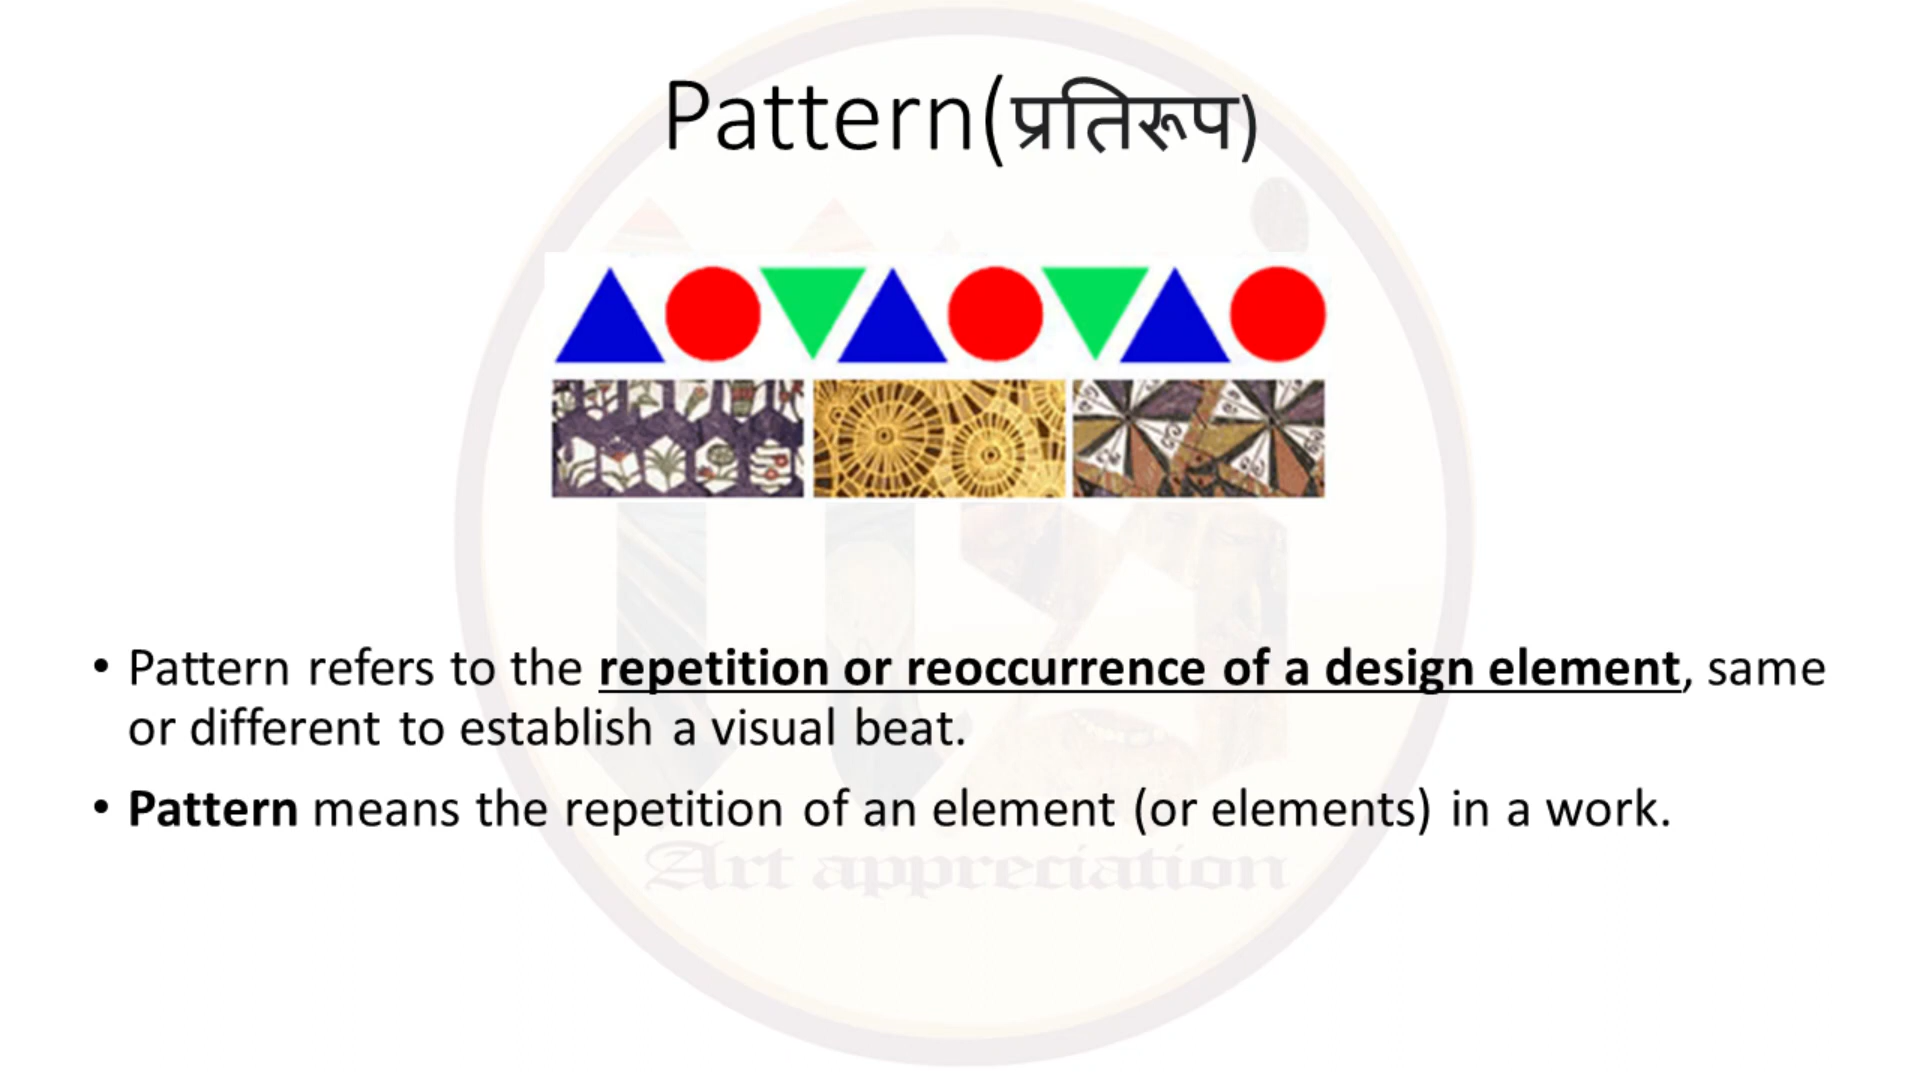 Pattern(प्रतिरूप)
• Pattern refers to the repetition or reoccurrence of a design element, same
or different to establish a visual beat.
• Pattern means the repetition of an element (or elements) in a work.
Art appreciation